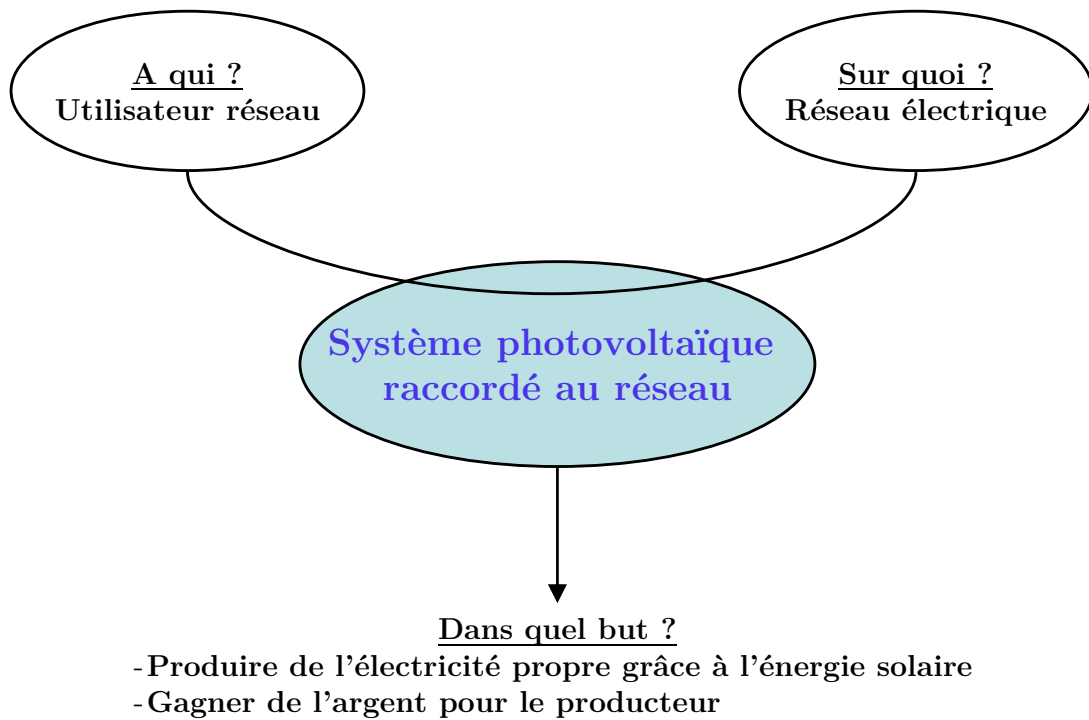 A qui ?
Utilisateur réseau
Sur quoi ?
Réseau électrique
Système photovoltaïque
raccordé au réseau
Dans quel but ?
-Produire de l'électricité propre grâce à l'énergie solaire
-Gagner de l'argent pour le producteur